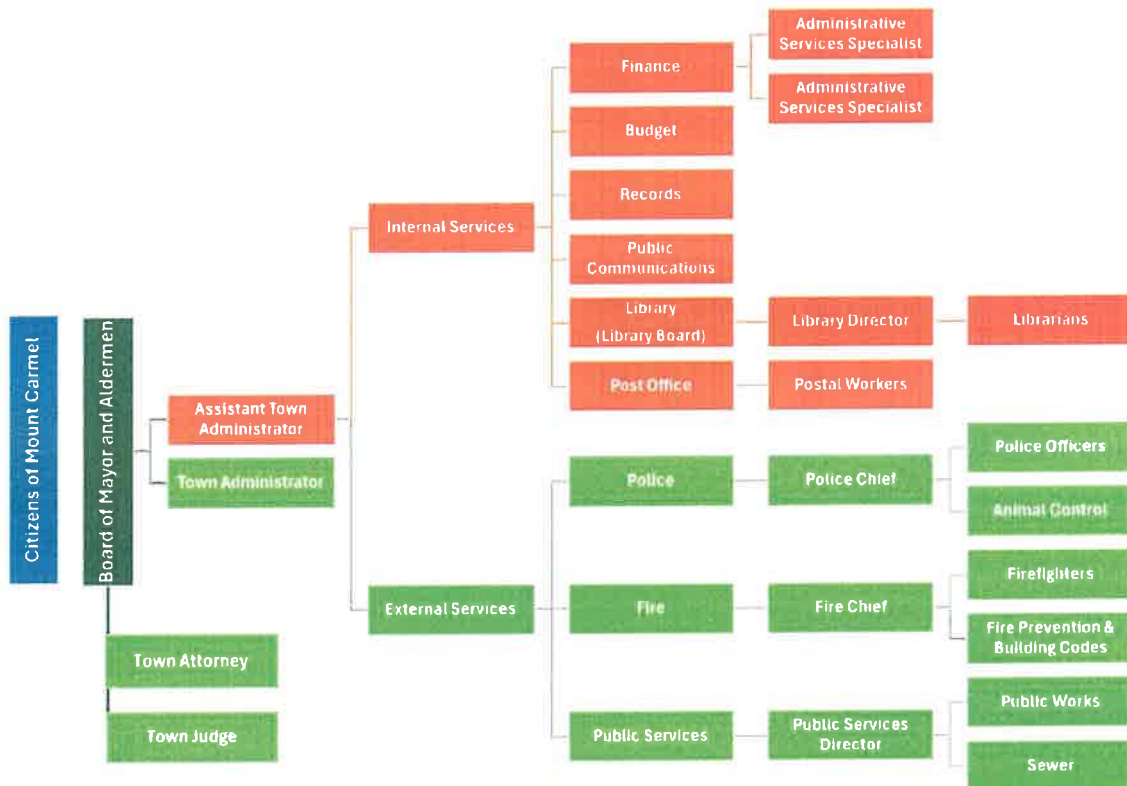 Citizens of Mount Carmel
Board of Mayor and Aldermen
Town Attorney
Town Judge
Assistant Town
Administrator
Town Administrator
Internal Services
Finance
Administrative
Services Specialist
Administrative
Services Specialist
Budget
Records
Public
Communications
Library
(Library Board)
Library Director
Librarians
Post Office
Postal Workers
External Services
Police
Police Chief
Police Officers
Animal Control
Fire
Fire Chief
Firefighters
Fire Prevention &
Building Codes
Public Services
Public Services
Director
Public Works
Sewer